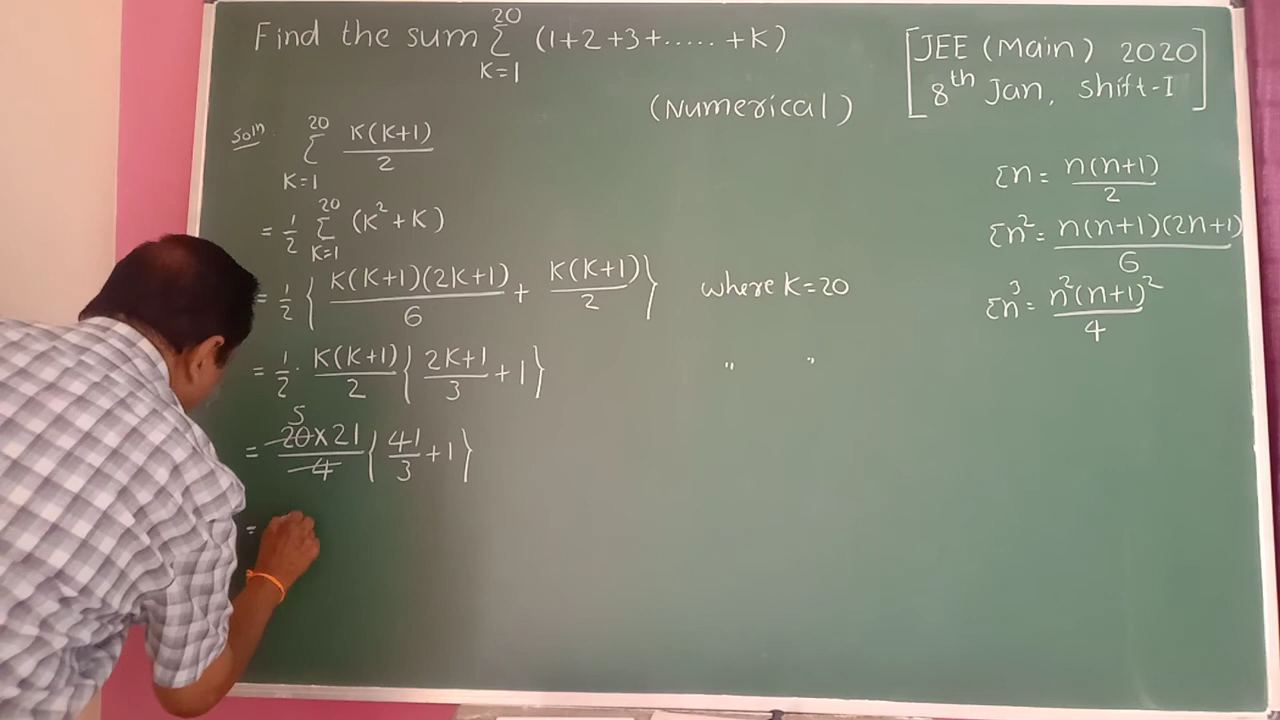 Find the sum 20 Σ K=1 (1+2+3+.....+K)
[JEE (Main) 2020
8th Jan, Shift-I]
(Numerical)
Soln. 20 Σ K=1 K(K+1)/2
= 1/2 20 Σ K=1 (K²+K)
= 1/2 { K(K+1)(2K+1)/6 + K(K+1)/2 } where K=20
= 1/2 · K(K+1)/2 { 2K+1/3 + 1 } " "
= 5 20×21/4 { 41/3 + 1 }
=
Σn = n(n+1)/2
Σn² = n(n+1)(2n+1)/6
Σn³ = n²(n+1)²/4